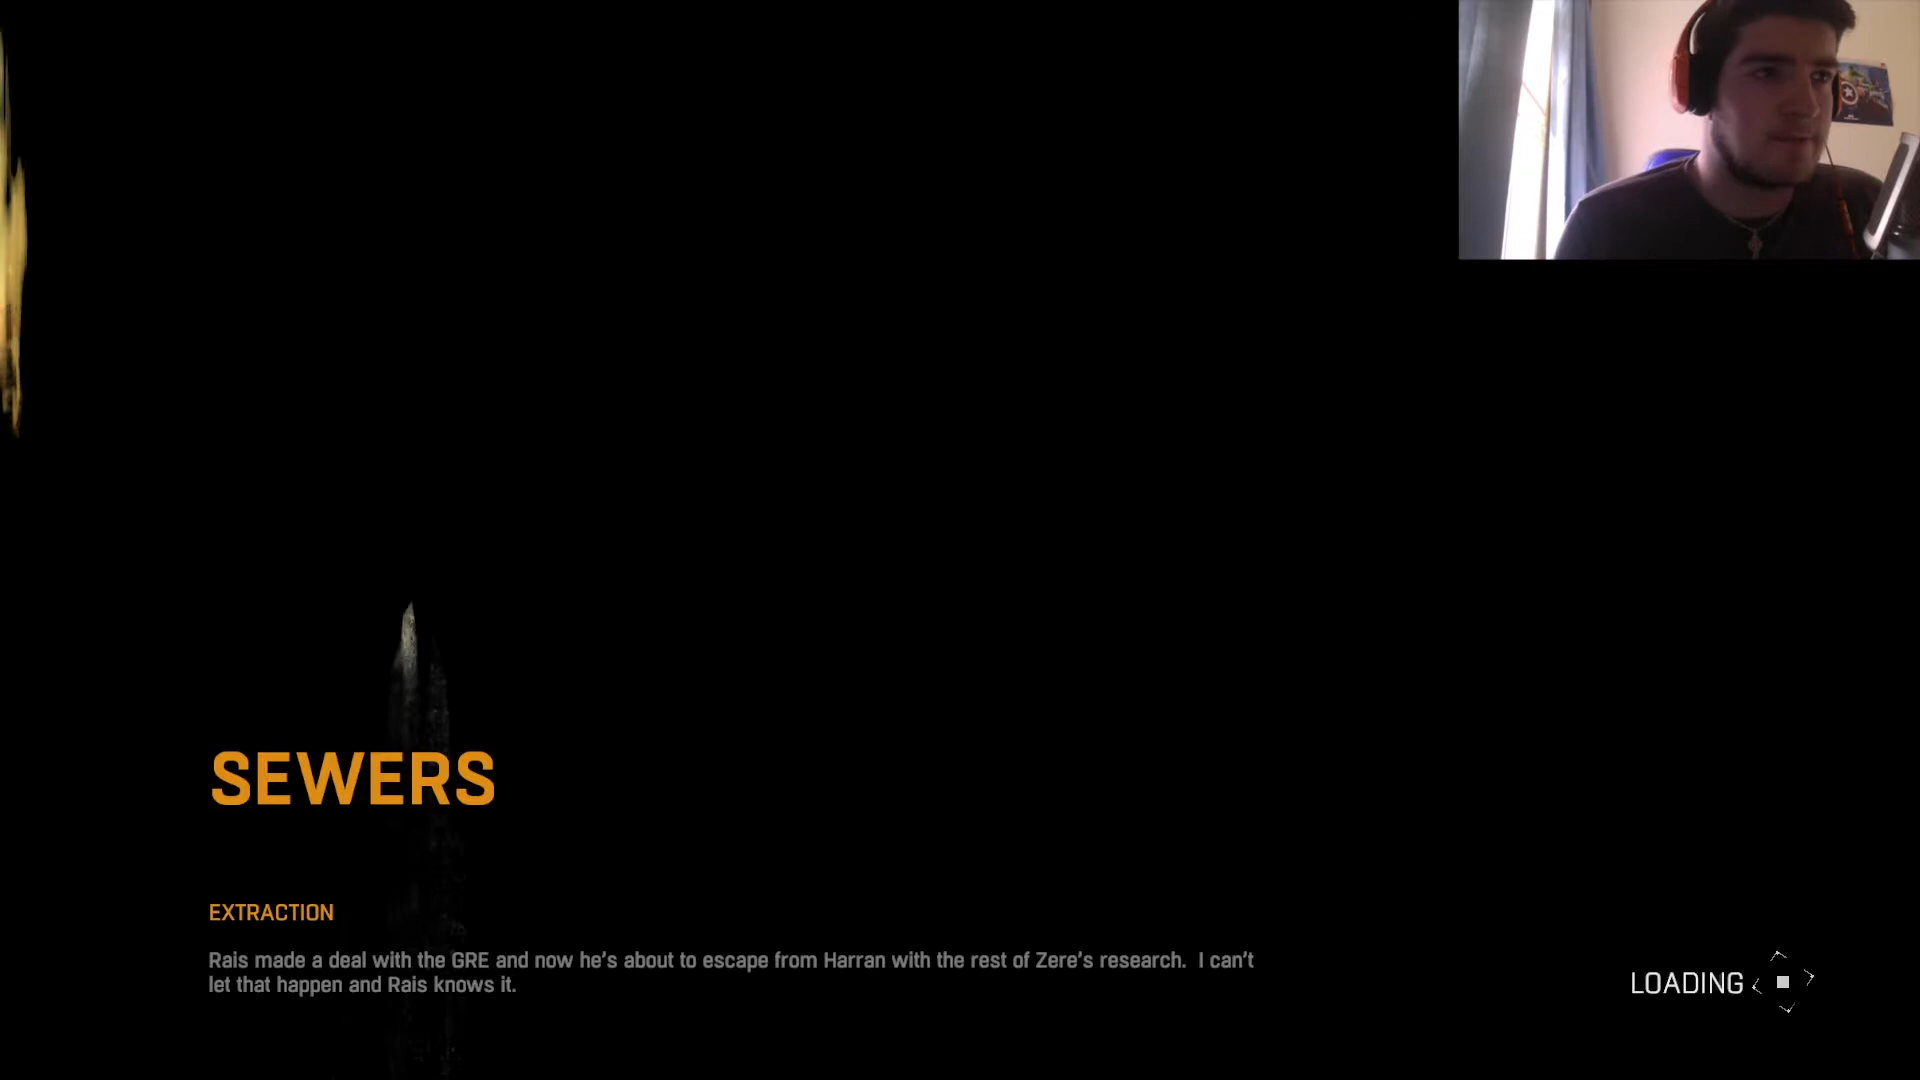 SEWERS
EXTRACTION
Rais made a deal with the GRE and now he's about to escape from Harran with the rest of Zere's research.  I can't
let that happen and Rais knows it.
LOADING